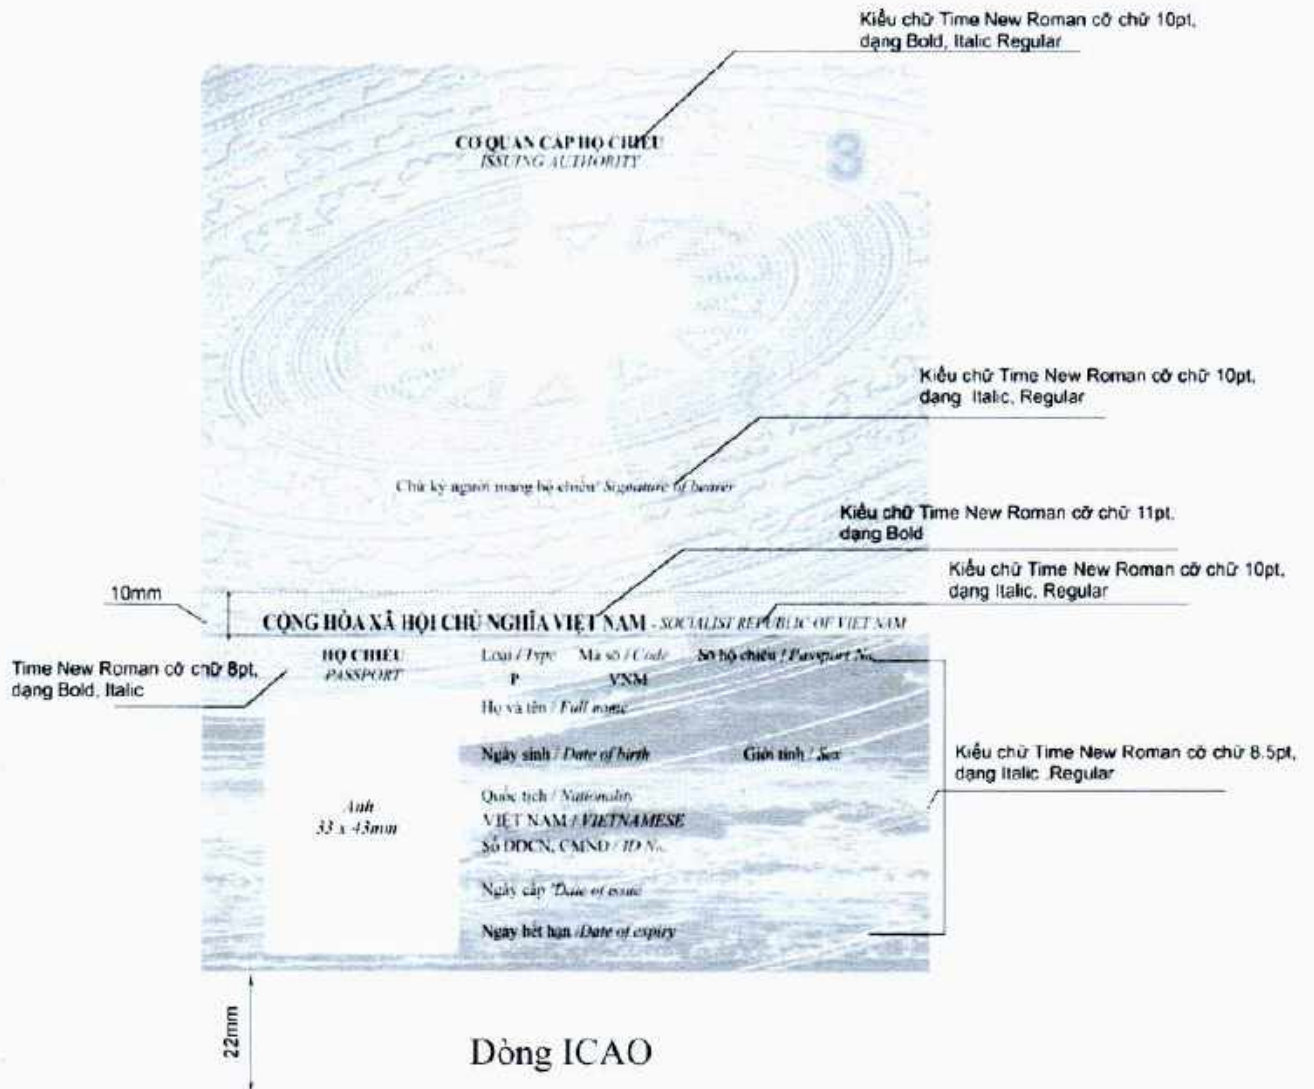 Kiểu chữ Time New Roman cỡ chữ 10pt,
dạng Bold, Italic Regular
CƠ QUAN CẤP HỘ CHIẾU
ISSUING AUTHORITY
3
Kiểu chữ Time New Roman cỡ chữ 10pt,
dạng Italic, Regular
Chữ ký người mang hộ chiếu/ Signature of bearer
Kiểu chữ Time New Roman cỡ chữ 11pt,
dạng Bold
Kiểu chữ Time New Roman cỡ chữ 10pt,
dạng Italic, Regular
10mm
CỘNG HÒA XÃ HỘI CHỦ NGHĨA VIỆT NAM - SOCIALIST REPUBLIC OF VIET NAM
Time New Roman cỡ chữ 8pt,
dạng Bold, Italic
HỘ CHIẾU
PASSPORT
Loại / Type Mã số / Code Số hộ chiếu / Passport No.
P VNM
Họ và tên / Full name
Ngày sinh / Date of birth Giới tính / Sex
Kiểu chữ Time New Roman cỡ chữ 8.5pt,
dạng Italic .Regular
Ảnh
33 x 43mm
Quốc tịch / Nationality
VIỆT NAM / VIETNAMESE
Số ĐDCN, CMND / ID No.
Ngày cấp /Date of issue
Ngày hết hạn /Date of expiry
22mm
Dòng ICAO